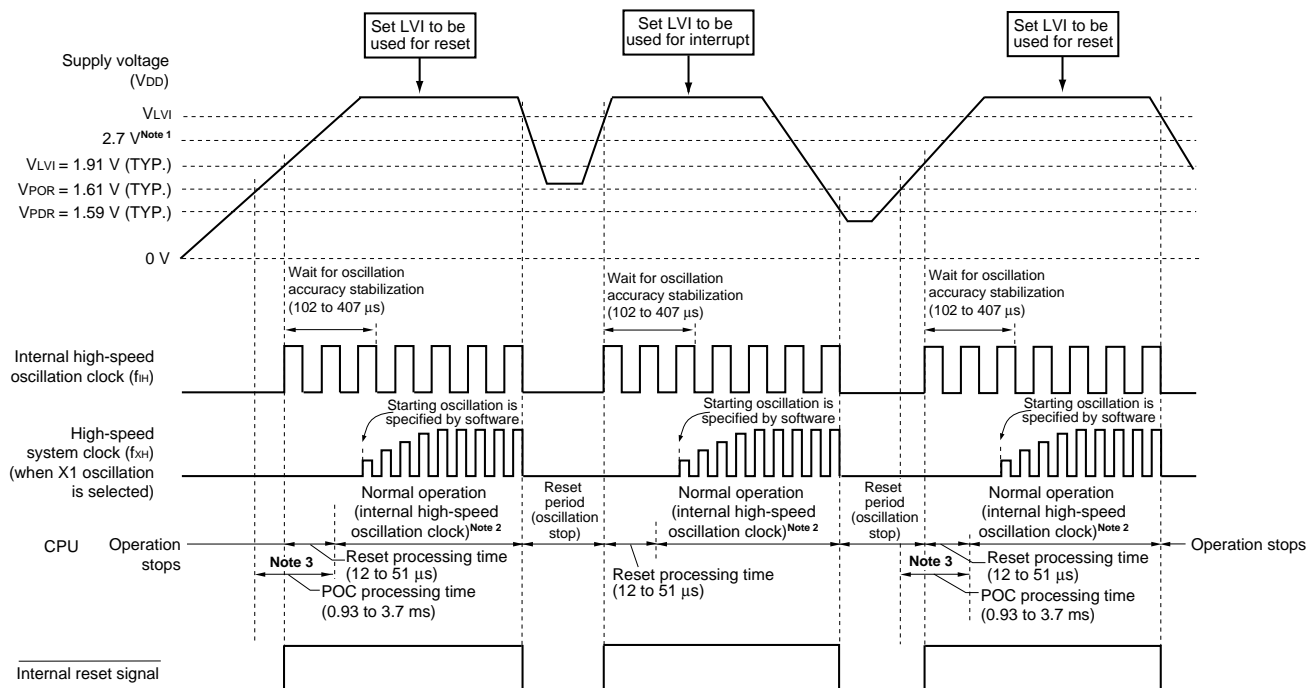 Set LVI to be
used for reset
Set LVI to be
used for interrupt
Set LVI to be
used for reset
Supply voltage
(VDD)
VLVI
2.7 V Note 1
VLVI = 1.91 V (TYP.)
VPOR = 1.61 V (TYP.)
VPDR = 1.59 V (TYP.)
0 V
Wait for oscillation
accuracy stabilization
(102 to 407 μs)
Wait for oscillation
accuracy stabilization
(102 to 407 μs)
Wait for oscillation
accuracy stabilization
(102 to 407 μs)
Internal high-speed
oscillation clock (fIH)
Starting oscillation is
specified by software
Starting oscillation is
specified by software
Starting oscillation is
specified by software
High-speed
system clock (fXH)
(when X1 oscillation
is selected)
Normal operation
(internal high-speed
oscillation clock) Note 2
Reset
period
(oscillation
stop)
Normal operation
(internal high-speed
oscillation clock) Note 2
Reset
period
(oscillation
stop)
Normal operation
(internal high-speed
oscillation clock) Note 2
CPU
Operation
stops
Note 3
Reset processing time
(12 to 51 μs)
POC processing time
(0.93 to 3.7 ms)
Reset processing time
(12 to 51 μs)
Note 3
Reset processing time
(12 to 51 μs)
POC processing time
(0.93 to 3.7 ms)
Operation stops
Internal reset signal